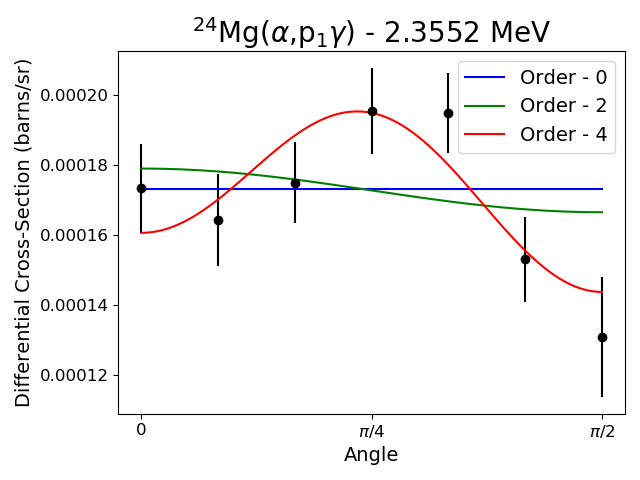 ²⁴Mg(α,p₁γ) - 2.3552 MeV
Differential Cross-Section (barns/sr)
0.00020
0.00018
0.00016
0.00014
0.00012
Order - 0
Order - 2
Order - 4
0
π/4
π/2
Angle